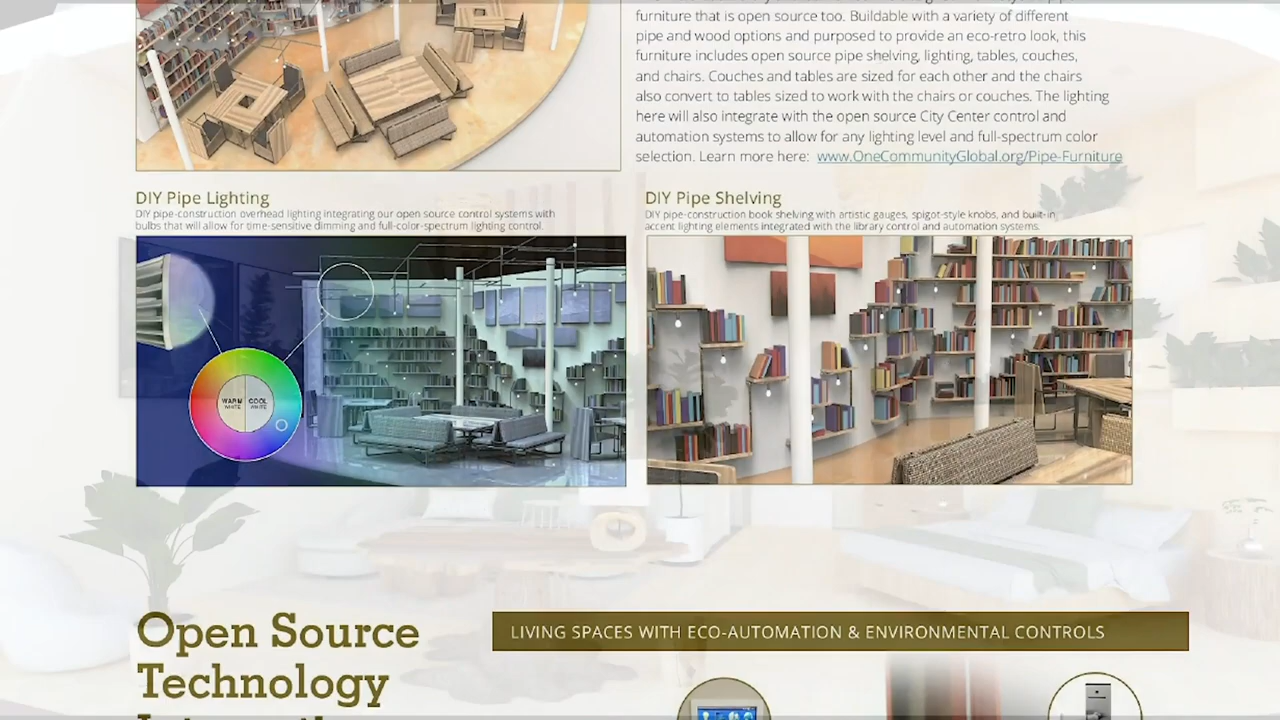 furniture that is open source too. Buildable with a variety of different
pipe and wood options and purposed to provide an eco-retro look, this
furniture includes open source pipe shelving, lighting, tables, couches,
and chairs. Couches and tables are sized for each other and the chairs
also convert to tables sized to work with the chairs or couches. The lighting
here will also integrate with the open source City Center control and
automation systems to allow for any lighting level and full-spectrum color
selection. Learn more here: www.OneCommunityGlobal.org/Pipe-Furniture
DIY Pipe Lighting
DIY pipe-construction overhead lighting integrating our open source control systems with
bulbs that will allow for time-sensitive dimming and full-color-spectrum lighting control.
DIY Pipe Shelving
DIY pipe-construction book shelving with artistic gauges, spigot-style knobs, and built-in
accent lighting elements integrated with the library control and automation systems.
WARM COOL
WHITE WHITE
Open Source
Technology
LIVING SPACES WITH ECO-AUTOMATION & ENVIRONMENTAL CONTROLS